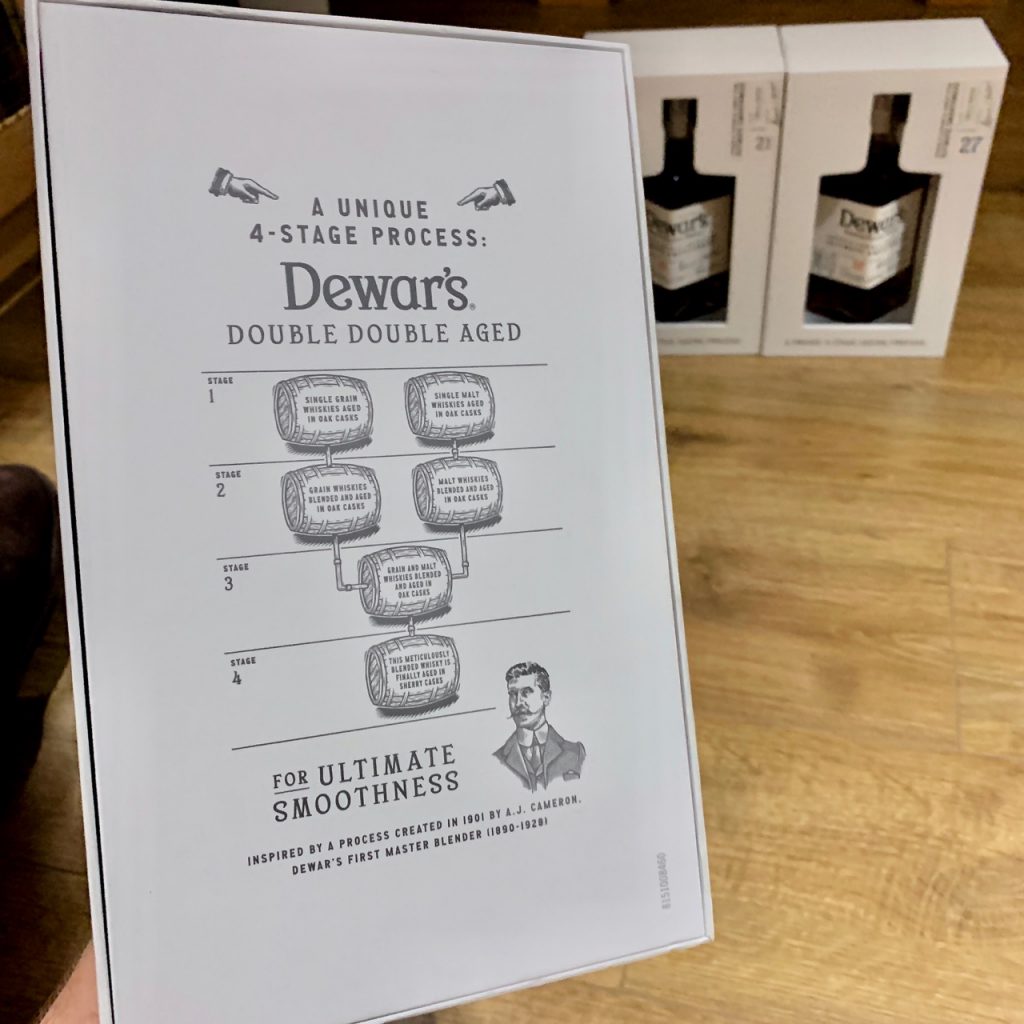 A UNIQUE
4-STAGE PROCESS:
Dewar's®
DOUBLE DOUBLE AGED
STAGE
1
SINGLE GRAIN
WHISKIES AGED
IN OAK CASKS
SINGLE MALT
WHISKIES AGED
IN OAK CASKS
STAGE
2
GRAIN WHISKIES
BLENDED AND AGED
IN OAK CASKS
MALT WHISKIES
BLENDED AND AGED
IN OAK CASKS
STAGE
3
GRAIN AND MALT
WHISKIES BLENDED
AND AGED IN
OAK CASKS
STAGE
4
THIS METICULOUSLY
BLENDED WHISKY IS
FINALLY AGED IN
SHERRY CASKS
FOR ULTIMATE
SMOOTHNESS
INSPIRED BY A PROCESS CREATED IN 1901 BY A.J. CAMERON,
DEWAR'S FIRST MASTER BLENDER (1890-1928)
8151008460
Dewar's
21
Dewar's
27